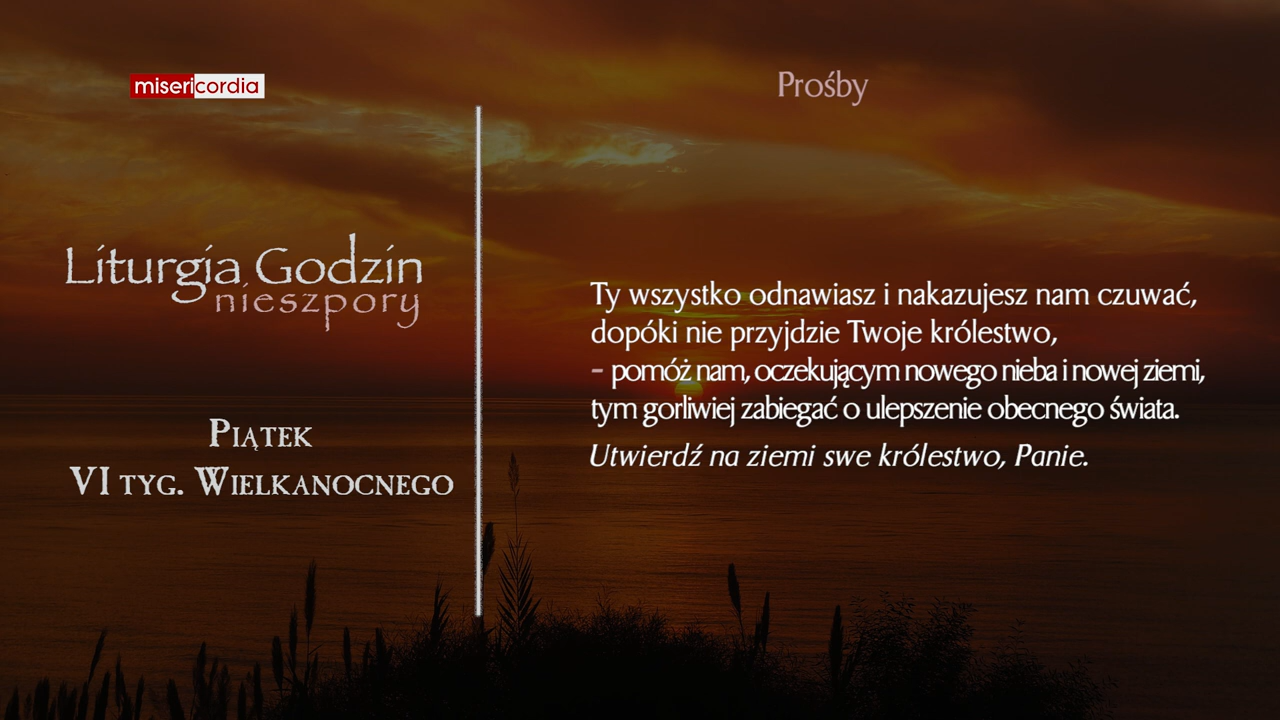 misericordia
Prośby
Liturgia Godzin
nieszpory
Piątek
VI tyg. Wielkanocnego
Ty wszystko odnawiasz i nakazujesz nam czuwać,
dopóki nie przyjdzie Twoje królestwo,
- pomóż nam, oczekującym nowego nieba i nowej ziemi,
tym gorliwiej zabiegać o ulepszenie obecnego świata.
Utwierdź na ziemi swe królestwo, Panie.